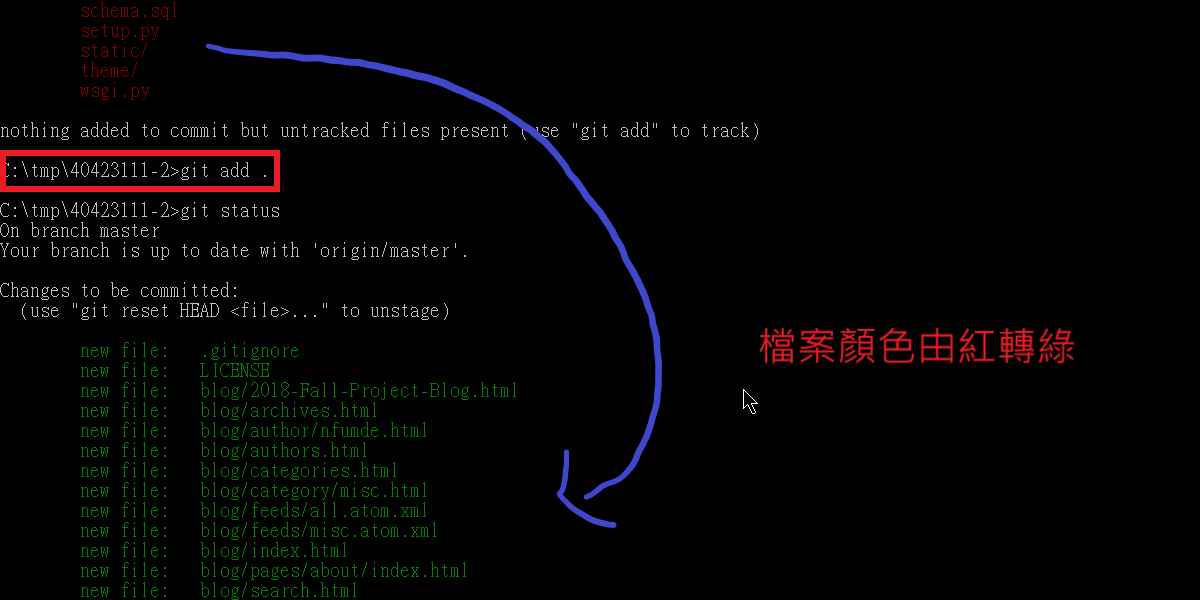 schema.sql
setup.py
static/
theme/
wsgi.py
nothing added to commit but untracked files present (use "git add" to track)
C:\tmp\40423111-2>git add .
C:\tmp\40423111-2>git status
On branch master
Your branch is up to date with 'origin/master'.
Changes to be committed:
(use "git reset HEAD <file>..." to unstage)
檔案顏色由紅轉綠
new file: .gitignore
new file: LICENSE
new file: blog/2018-Fall-Project-Blog.html
new file: blog/archives.html
new file: blog/author/nfumde.html
new file: blog/authors.html
new file: blog/categories.html
new file: blog/category/misc.html
new file: blog/feeds/all.atom.xml
new file: blog/feeds/misc.atom.xml
new file: blog/index.html
new file: blog/pages/about/index.html
new file: blog/search.html